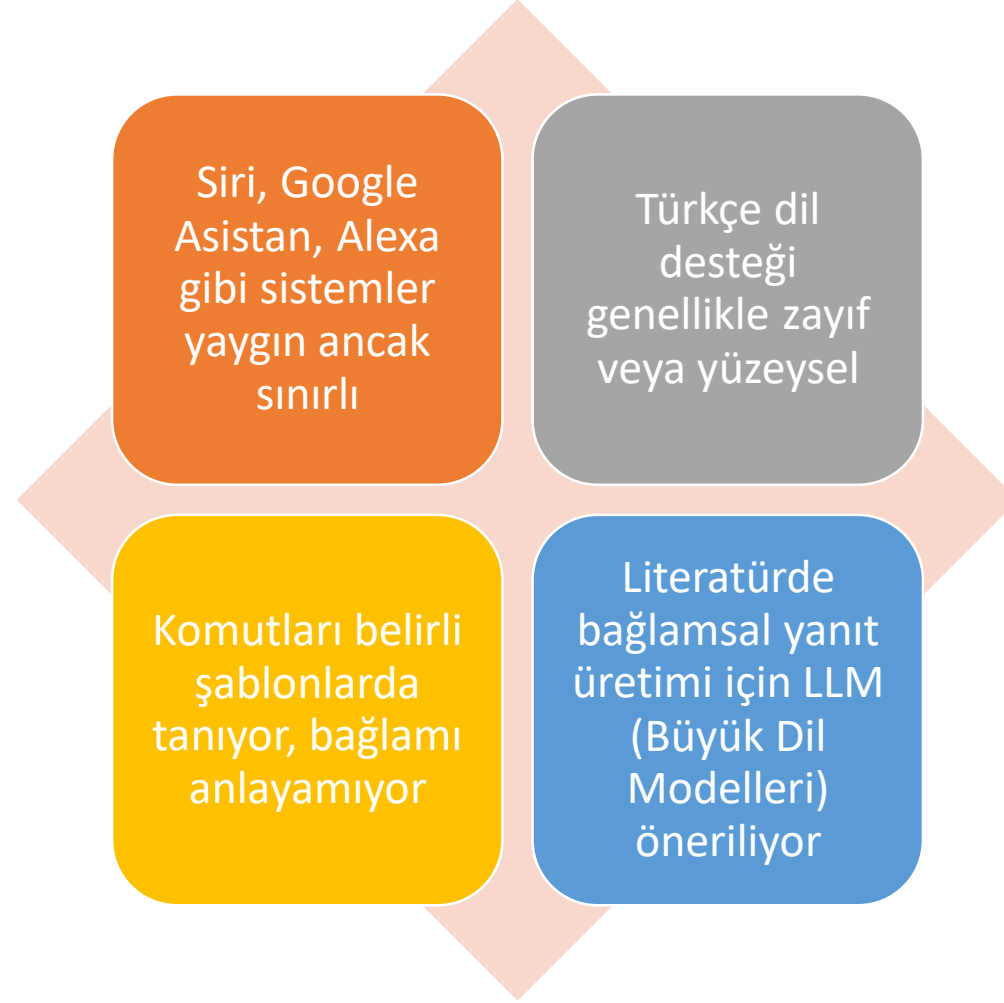 Siri, Google
Asistan, Alexa
gibi sistemler
yaygın ancak
sınırlı
Türkçe dil
desteği
genellikle zayıf
veya yüzeysel
Komutları belirli
şablonlarda
tanıyor, bağlamı
anlayamıyor
Literatürde
bağlamsal yanıt
üretimi için LLM
(Büyük Dil
Modelleri)
öneriliyor